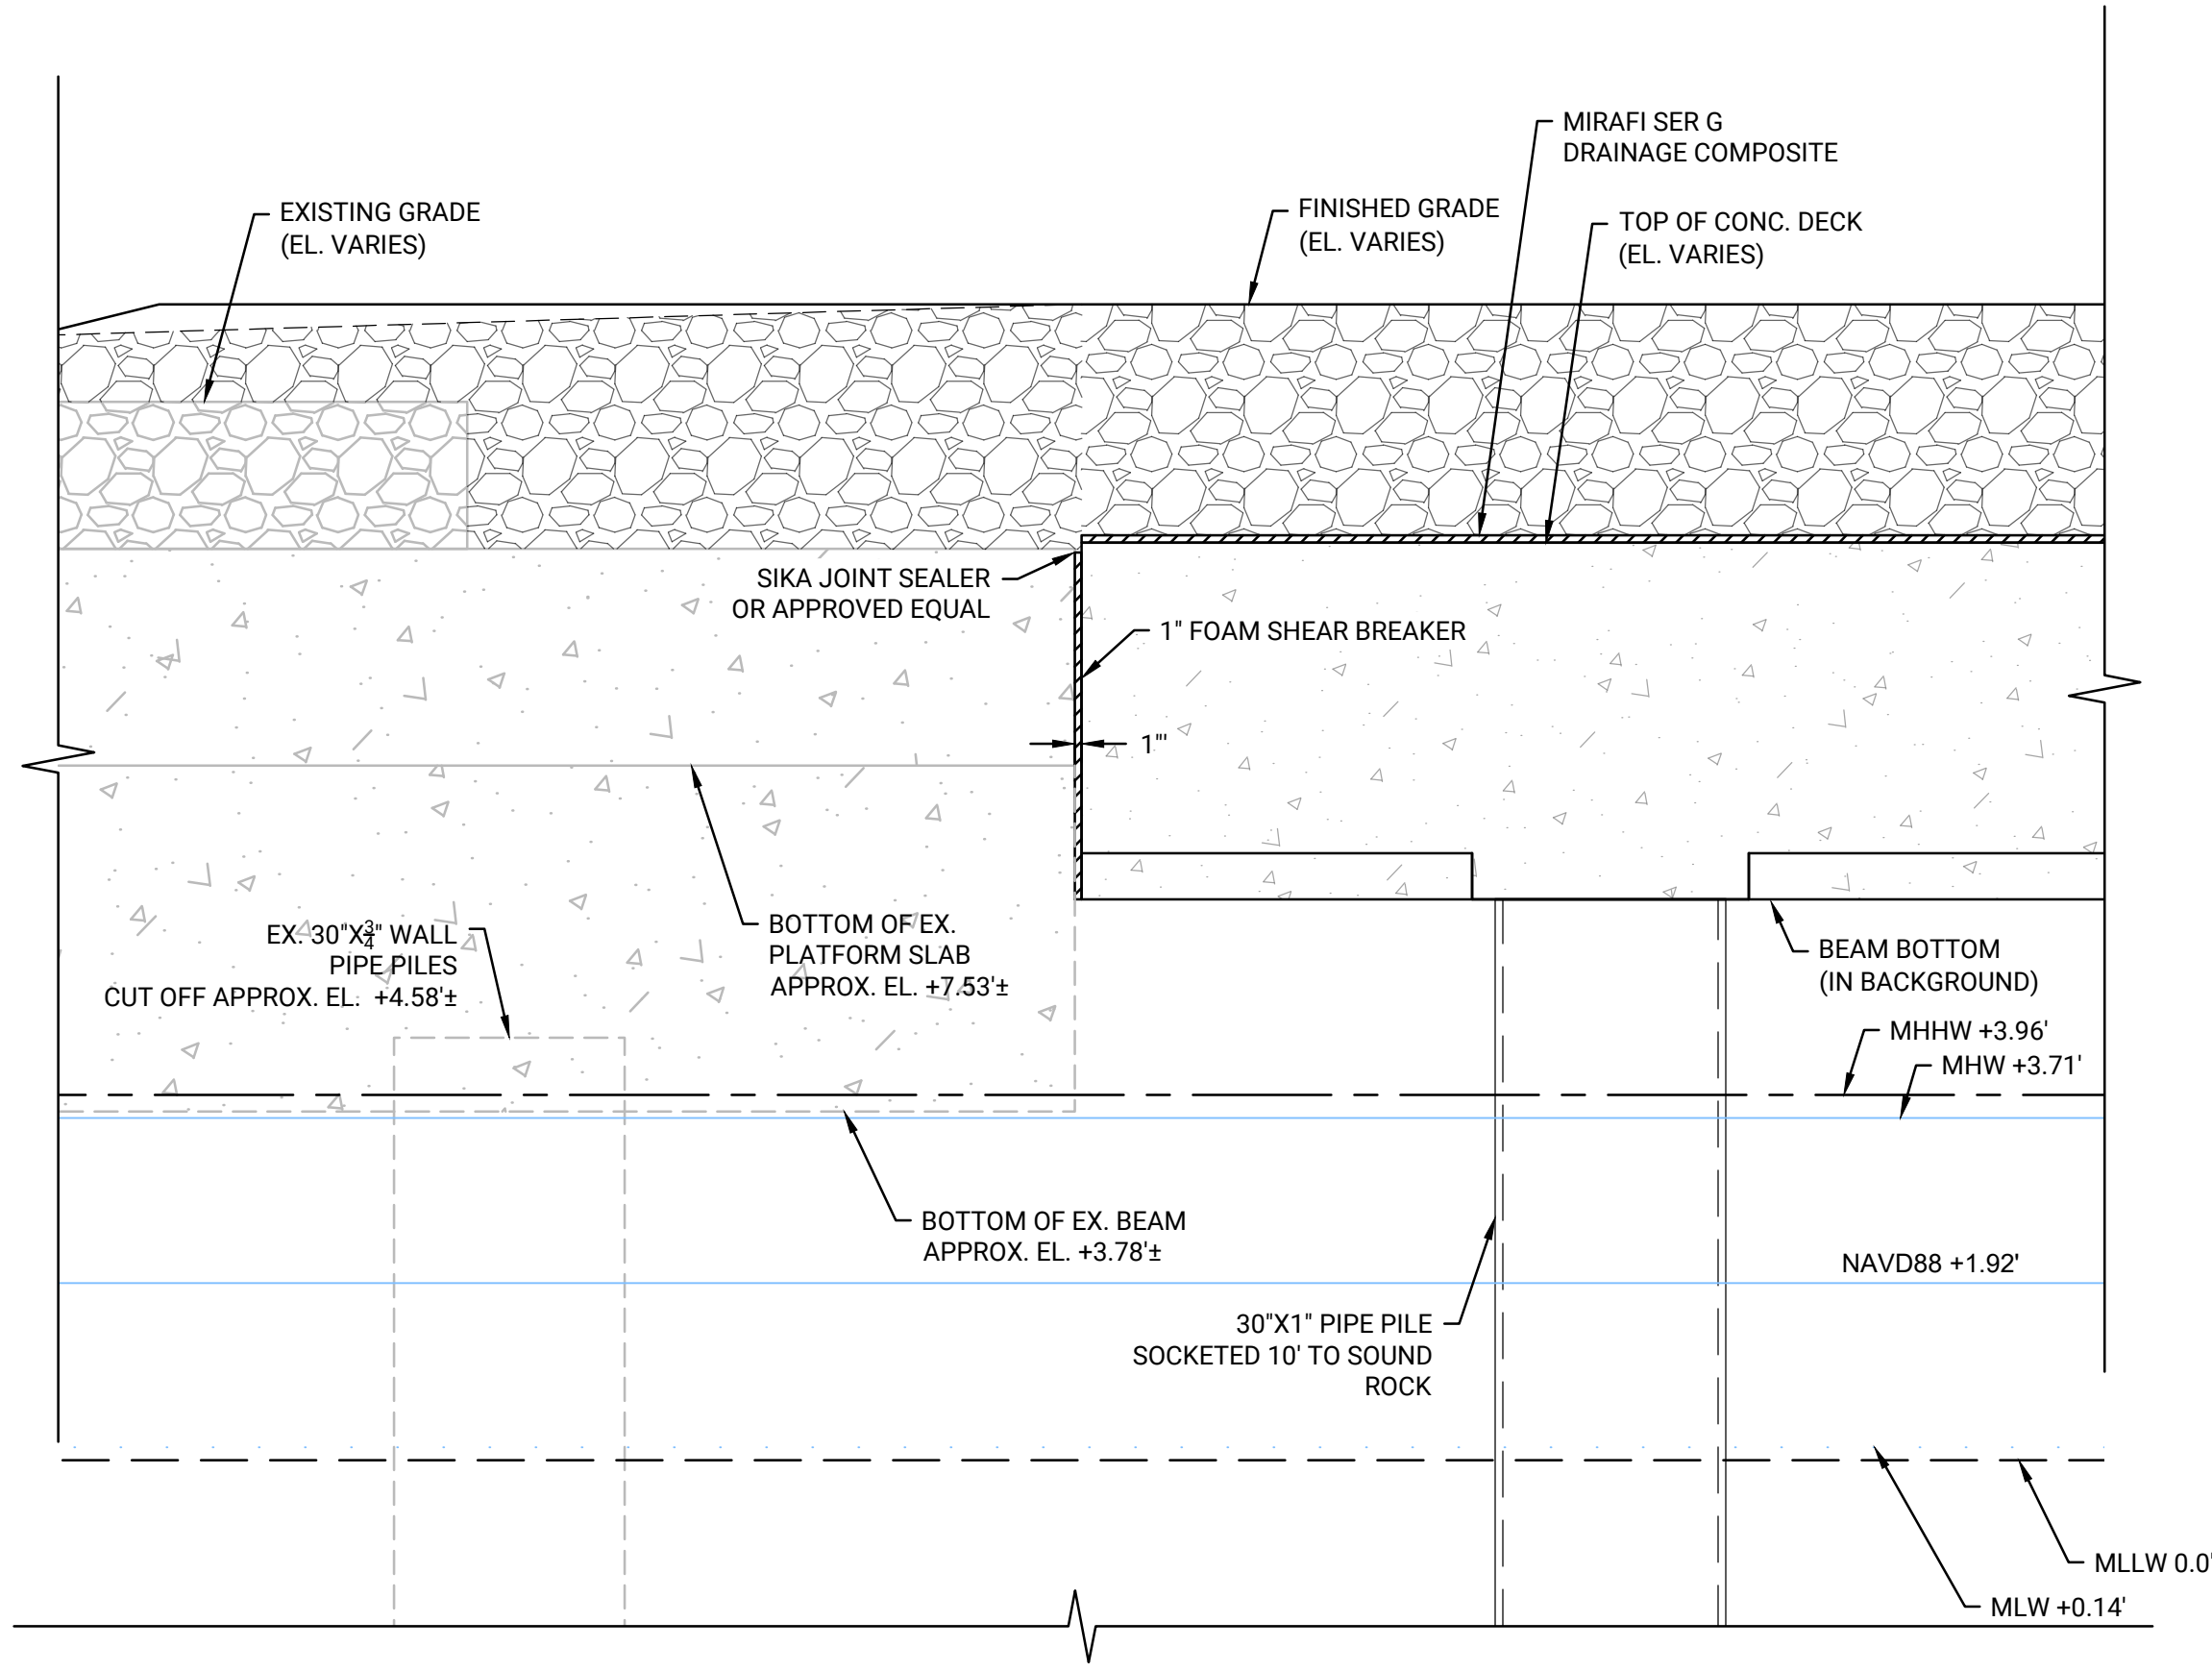 MIRAFI SER G
DRAINAGE COMPOSITE
EXISTING GRADE
(EL. VARIES)
FINISHED GRADE
(EL. VARIES)
TOP OF CONC. DECK
(EL. VARIES)
SIKA JOINT SEALER
OR APPROVED EQUAL
1" FOAM SHEAR BREAKER
1'"
EX. 30"X3/4" WALL
PIPE PILES
CUT OFF APPROX. EL. +4.58'±
BOTTOM OF EX.
PLATFORM SLAB
APPROX. EL. +7.53'±
BEAM BOTTOM
(IN BACKGROUND)
MHHW +3.96'
MHW +3.71'
BOTTOM OF EX. BEAM
APPROX. EL. +3.78'±
NAVD88 +1.92'
30"X1" PIPE PILE
SOCKETED 10' TO SOUND
ROCK
MLLW 0.0'
MLW +0.14'